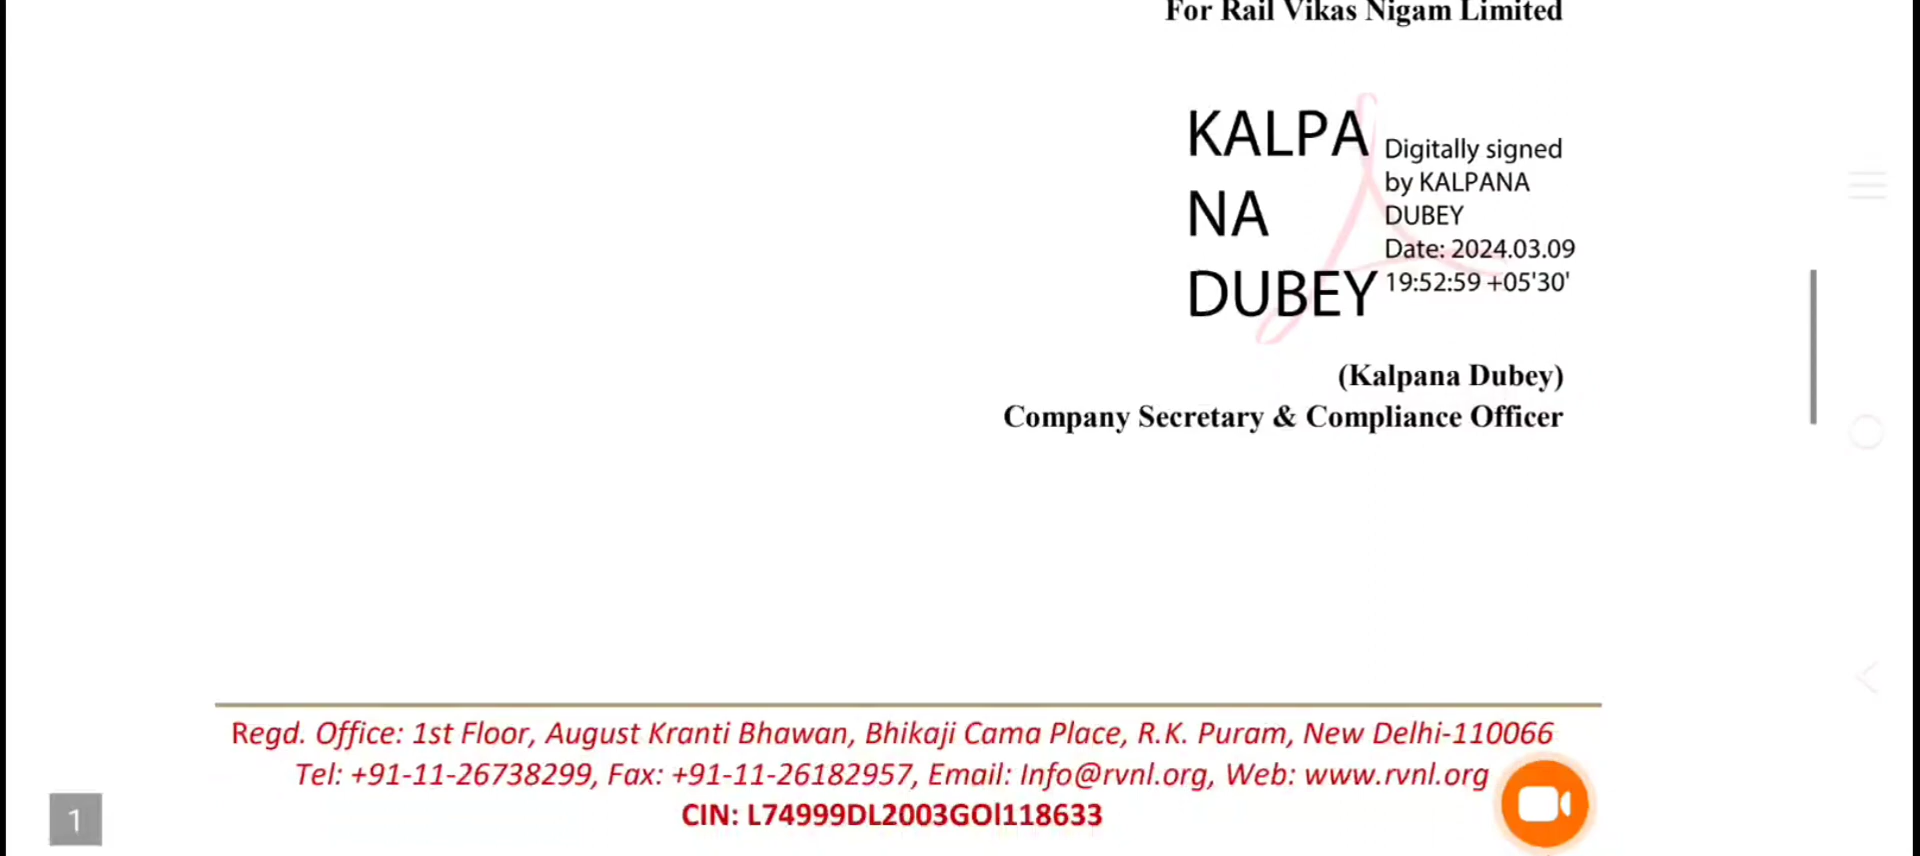 For Rail Vikas Nigam Limited
KALPA
NA
DUBEY
Digitally signed
by KALPANA
DUBEY
Date: 2024.03.09
19:52:59 +05'30'
(Kalpana Dubey)
Company Secretary & Compliance Officer
Regd. Office: 1st Floor, August Kranti Bhawan, Bhikaji Cama Place, R.K. Puram, New Delhi-110066
Tel: +91-11-26738299, Fax: +91-11-26182957, Email: Info@rvnl.org, Web: www.rvnl.org
CIN: L74999DL2003GOl118633
1